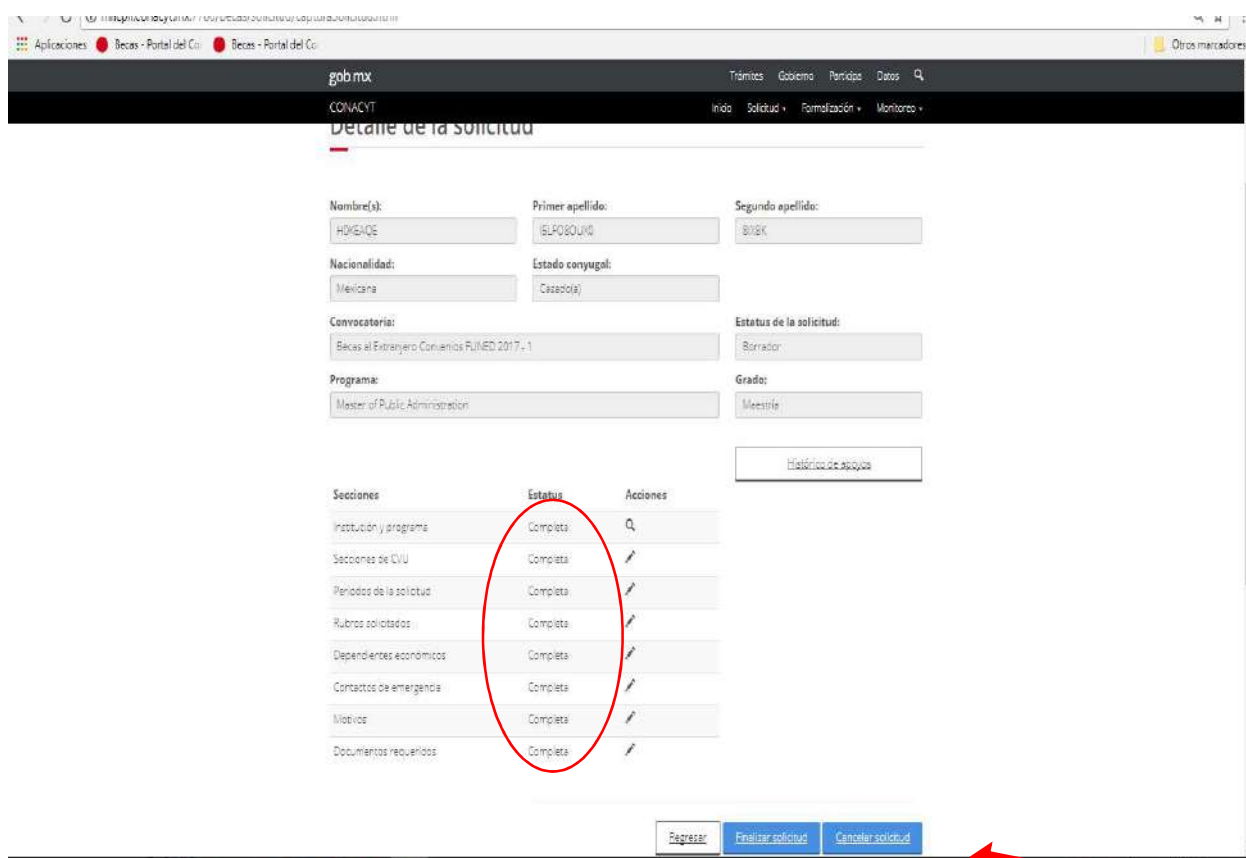 Aplicaciones Becas - Portal del Co Becas - Portal del Co Otros marcadores
gob mx Trámites Gobierno Participa Datos
CONACYT Inicio Solicitud Formalización Monitoreo
Detalle de la solicitud
Nombre(s): Primer apellido: Segundo apellido:
Nacionalidad: Estado conyugal:
Mexicana Casado(a)
Convocatoria: Estatus de la solicitud:
Becas al Extranjero Convenios FUNED 2017 - 1 Borrador
Programa: Grado:
Master of Public Administration Maestría
Histórico de apoyos
Secciones Estatus Acciones
Institución y programa Completa
Secciones de CVU Completa
Periodos de la solicitud Completa
Rubros solicitados Completa
Dependientes económicos Completa
Contactos de emergencia Completa
Motivos Completa
Documentos requeridos Completa
Regresar Finalizar solicitud Cancelar solicitud